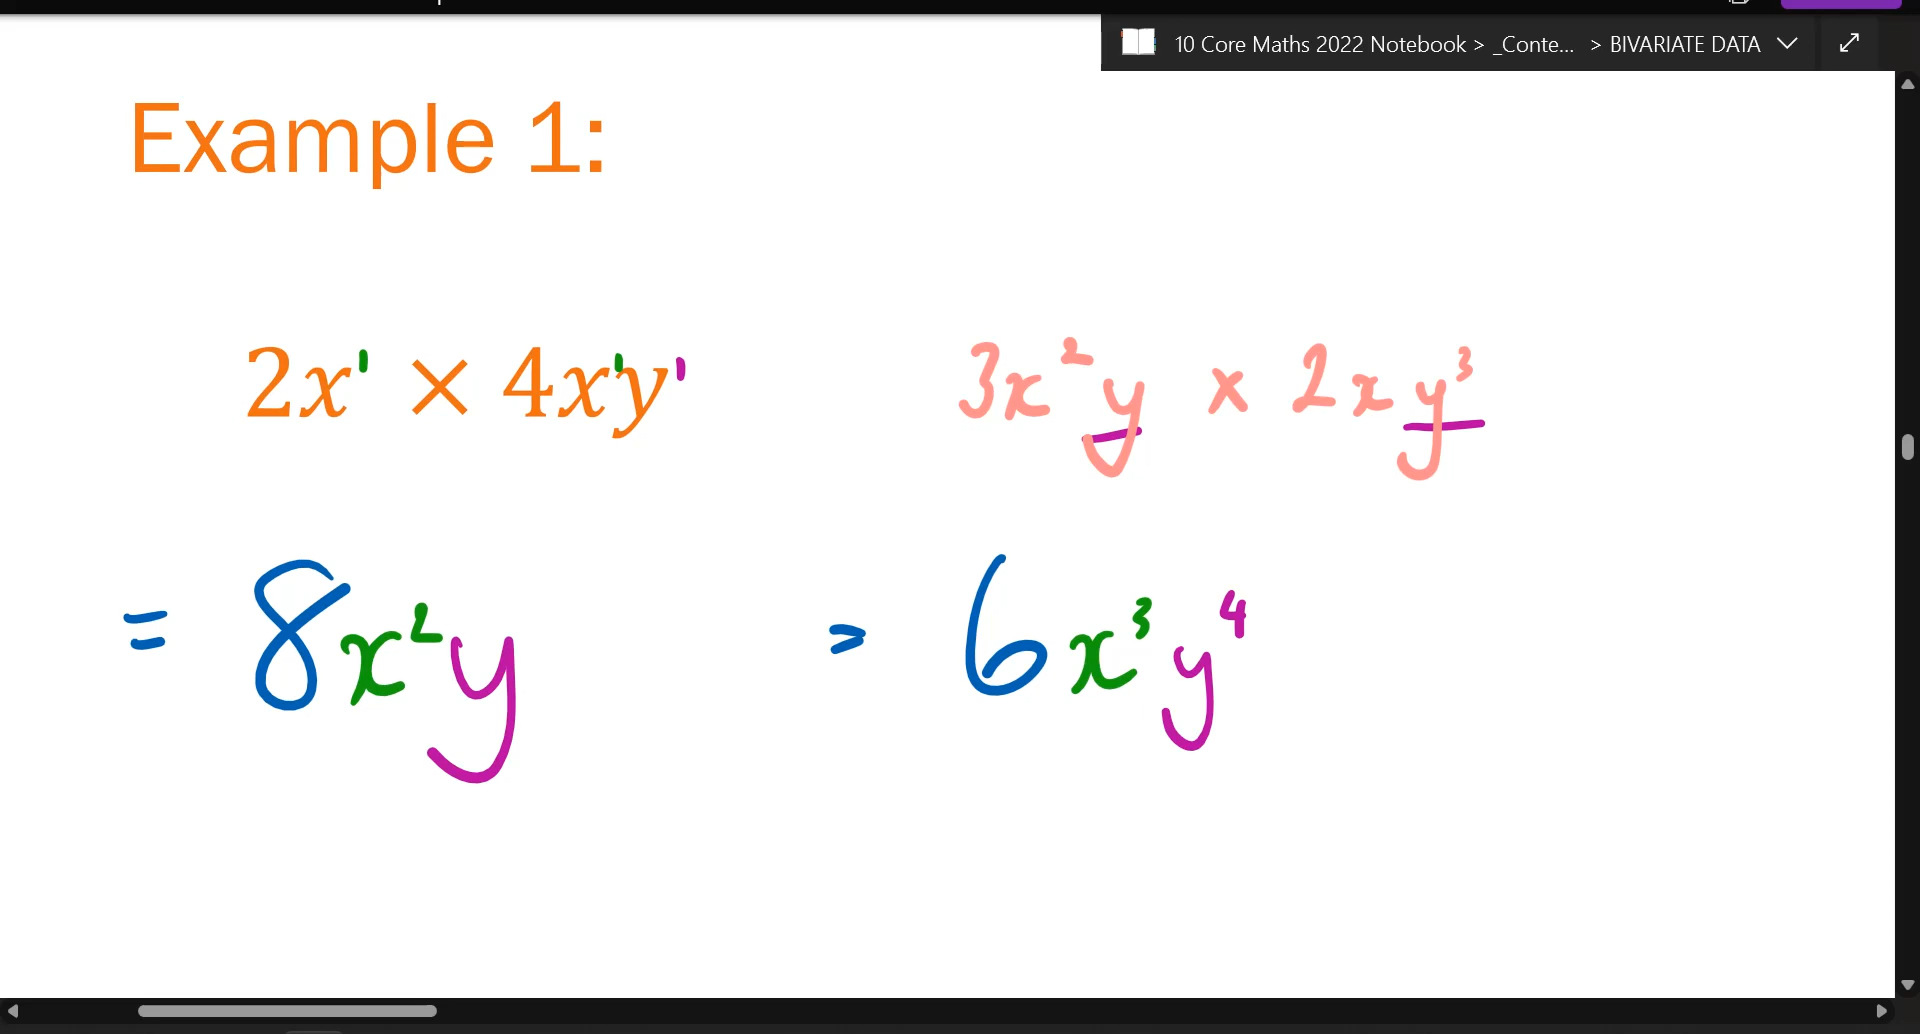 10 Core Maths 2022 Notebook > _Conte... > BIVARIATE DATA
Example 1:
2x¹ × 4x¹y¹
3x²y × 2xy³
= 8x²y
= 6x³y⁴